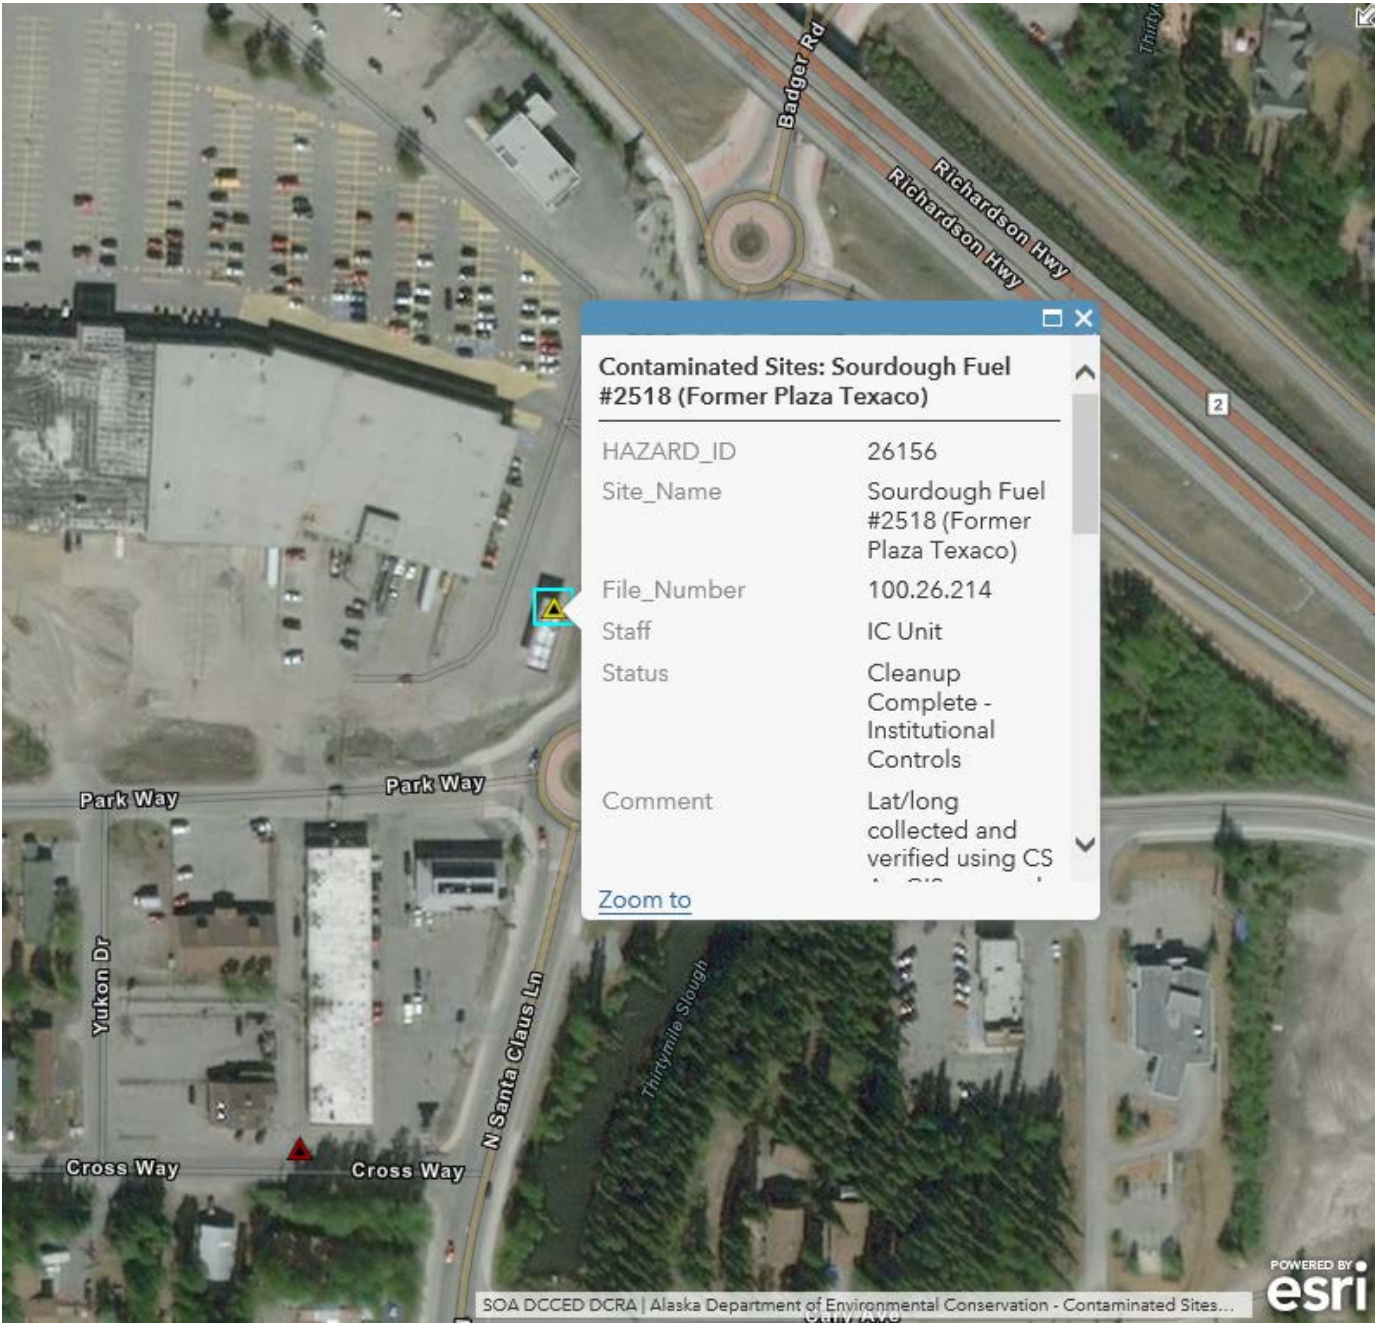 Thirtym
Badger Rd
Richardson Hwy
Richardson Hwy
2
Contaminated Sites: Sourdough Fuel
#2518 (Former Plaza Texaco)
HAZARD_ID 26156
Site_Name Sourdough Fuel
#2518 (Former
Plaza Texaco)
File_Number 100.26.214
Staff IC Unit
Status Cleanup
Complete -
Institutional
Controls
Comment Lat/long
collected and
verified using CS
Zoom to
Park Way
Park Way
Yukon Dr
N Santa Claus Ln
Thirtymile Slough
Cross Way
Cross Way
POWERED BY
esri
SOA DCCED DCRA | Alaska Department of Environmental Conservation - Contaminated Sites...